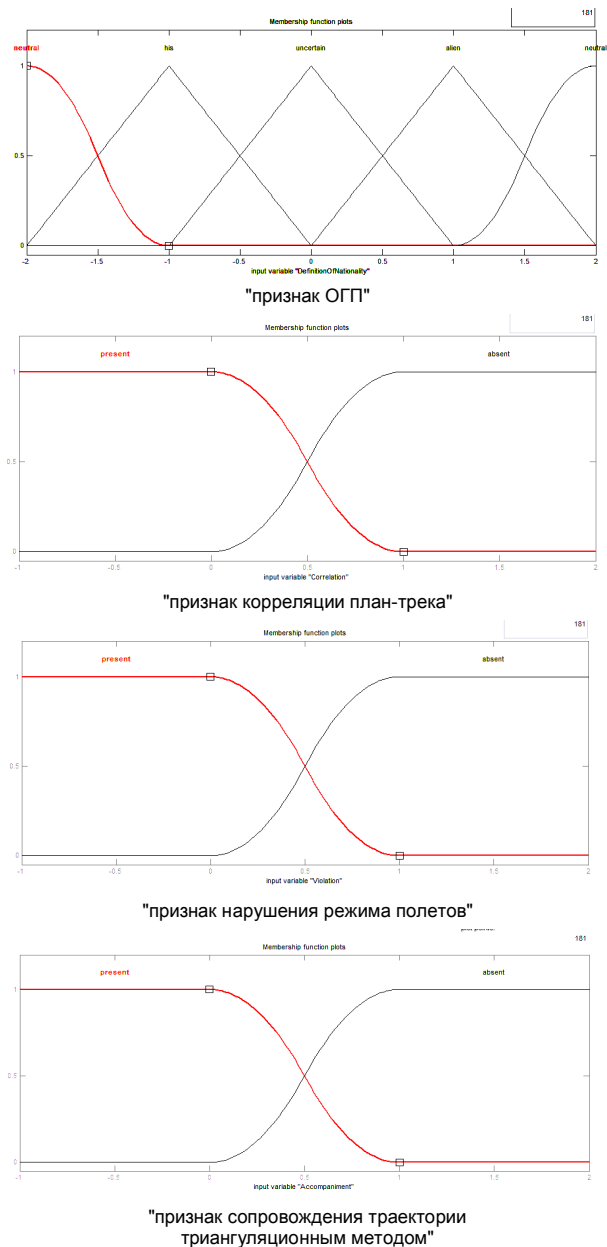 181
Membership function plots
neutral his uncertain alien neutral
1
0.5
0
-2 -1.5 -1 -0.5 0 0.5 1 1.5 2
input variable "DefinitionOfNationality"
"признак ОГП"
181
Membership function plots
present absent
1
0.5
0
-1 -0.5 0 0.5 1 1.5 2
input variable "Correlation"
"признак корреляции план-трека"
181
Membership function plots
present absent
1
0.5
0
-1 -0.5 0 0.5 1 1.5 2
input variable "Violation"
"признак нарушения режима полетов"
181
Membership function plots
present absent
1
0.5
0
-1 -0.5 0 0.5 1 1.5 2
input variable "Accompaniment"
"признак сопровождения траектории
триангуляционным методом"